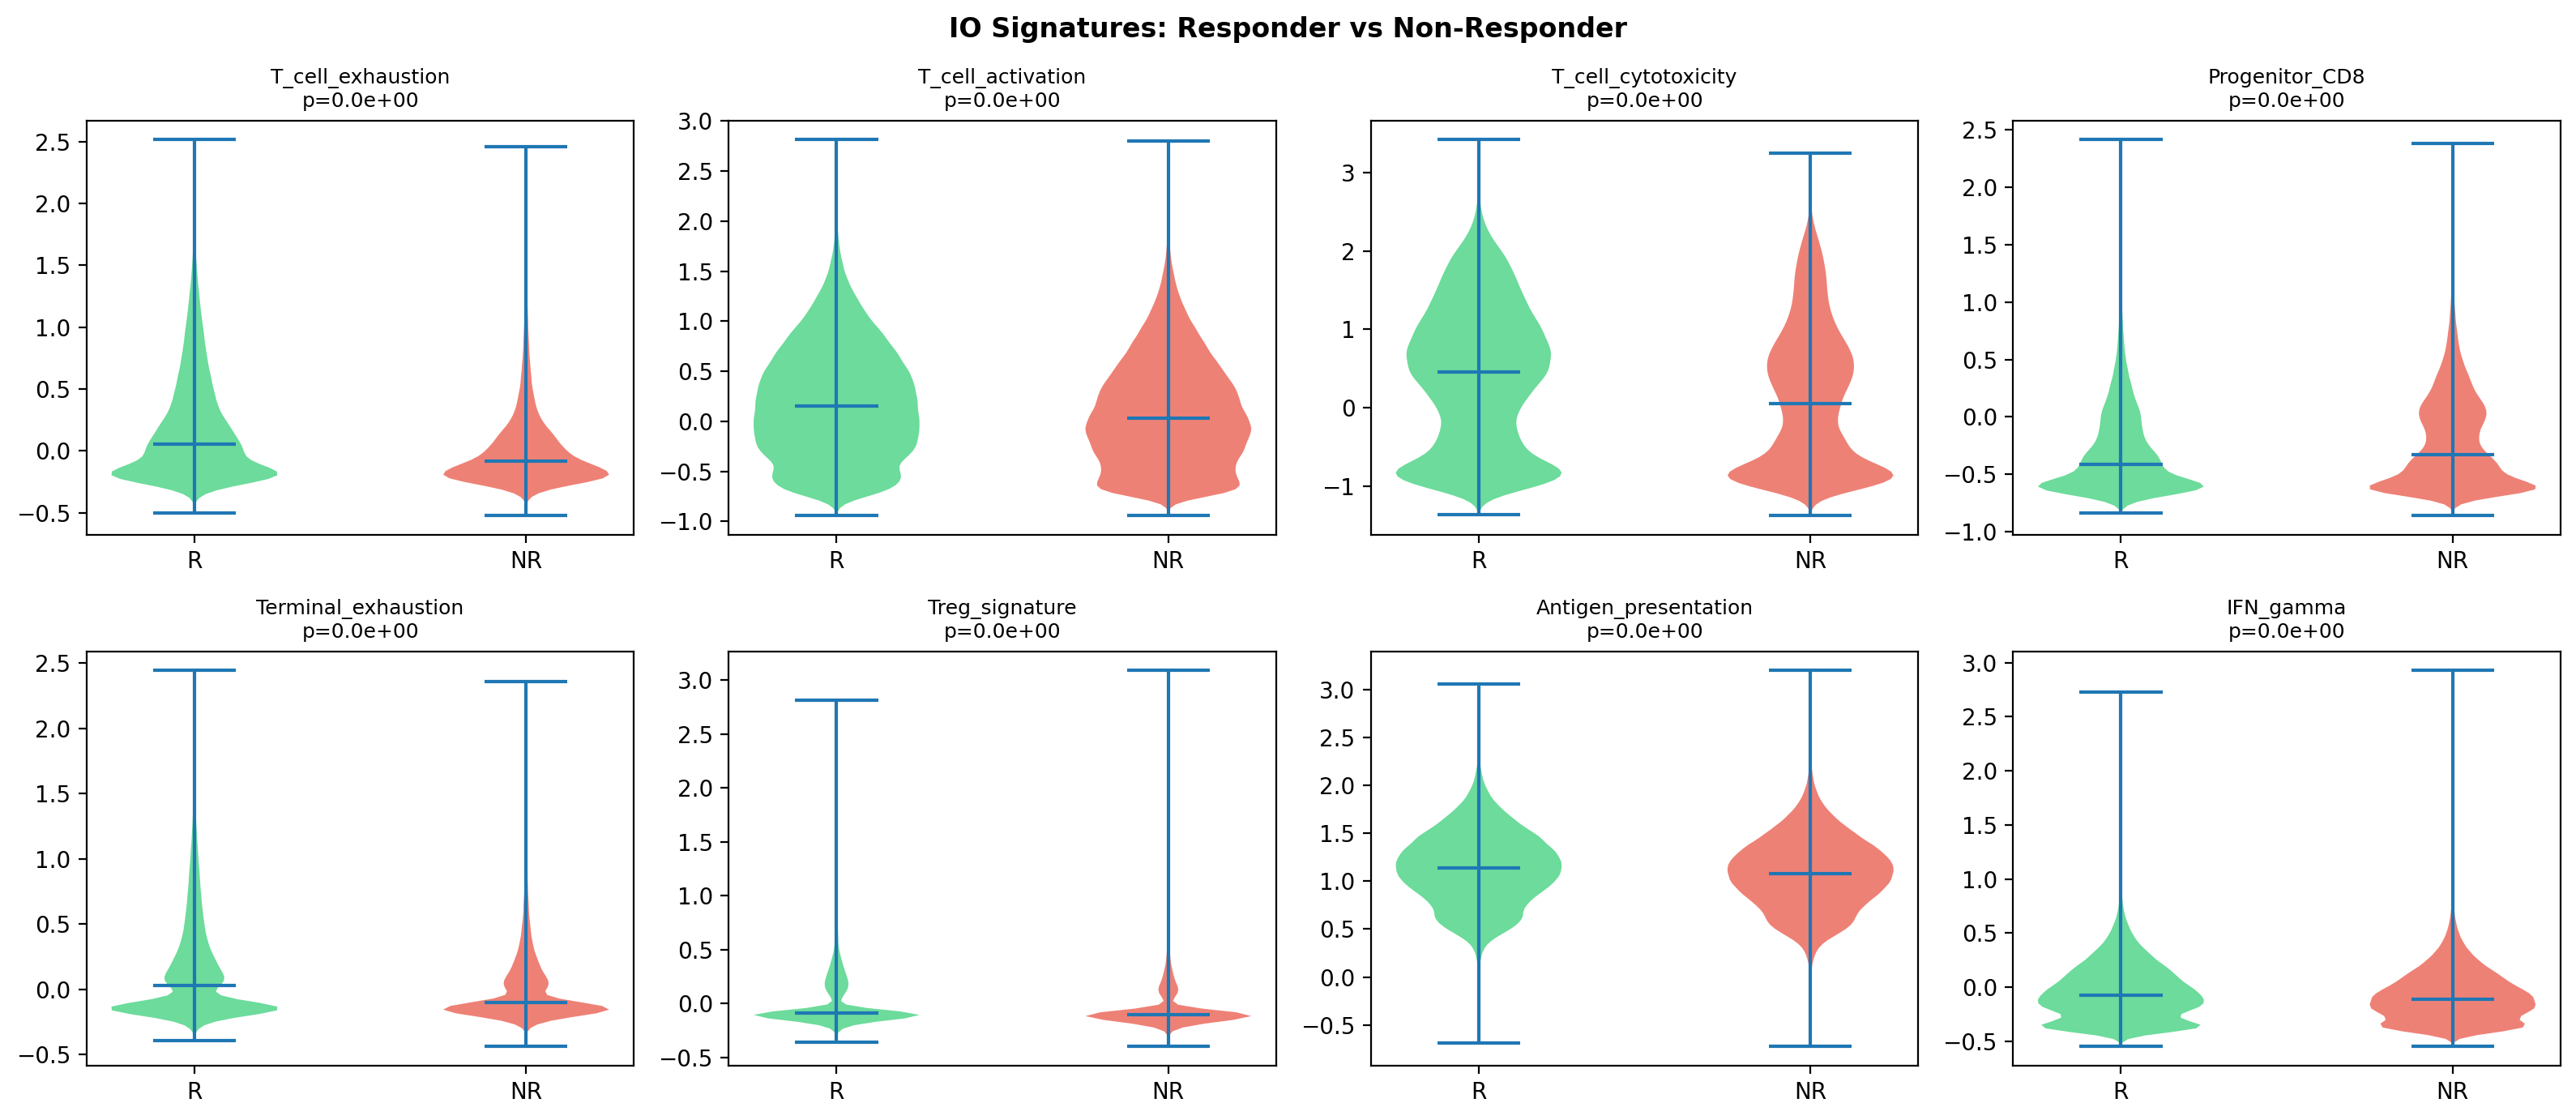 IO Signatures: Responder vs Non-Responder
T_cell_exhaustion
p=0.0e+00
2.5
2.0
1.5
1.0
0.5
0.0
−0.5
R NR
T_cell_activation
p=0.0e+00
3.0
2.5
2.0
1.5
1.0
0.5
0.0
−0.5
−1.0
R NR
T_cell_cytotoxicity
p=0.0e+00
3
2
1
0
−1
R NR
Progenitor_CD8
p=0.0e+00
2.5
2.0
1.5
1.0
0.5
0.0
−0.5
−1.0
R NR
Terminal_exhaustion
p=0.0e+00
2.5
2.0
1.5
1.0
0.5
0.0
−0.5
R NR
Treg_signature
p=0.0e+00
3.0
2.5
2.0
1.5
1.0
0.5
0.0
−0.5
R NR
Antigen_presentation
p=0.0e+00
3.0
2.5
2.0
1.5
1.0
0.5
0.0
−0.5
R NR
IFN_gamma
p=0.0e+00
3.0
2.5
2.0
1.5
1.0
0.5
0.0
−0.5
R NR